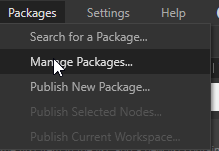 Packages Settings Help
Search for a Package...
Manage Packages...
Publish New Package...
Publish Selected Nodes...
Publish Current Workspace...